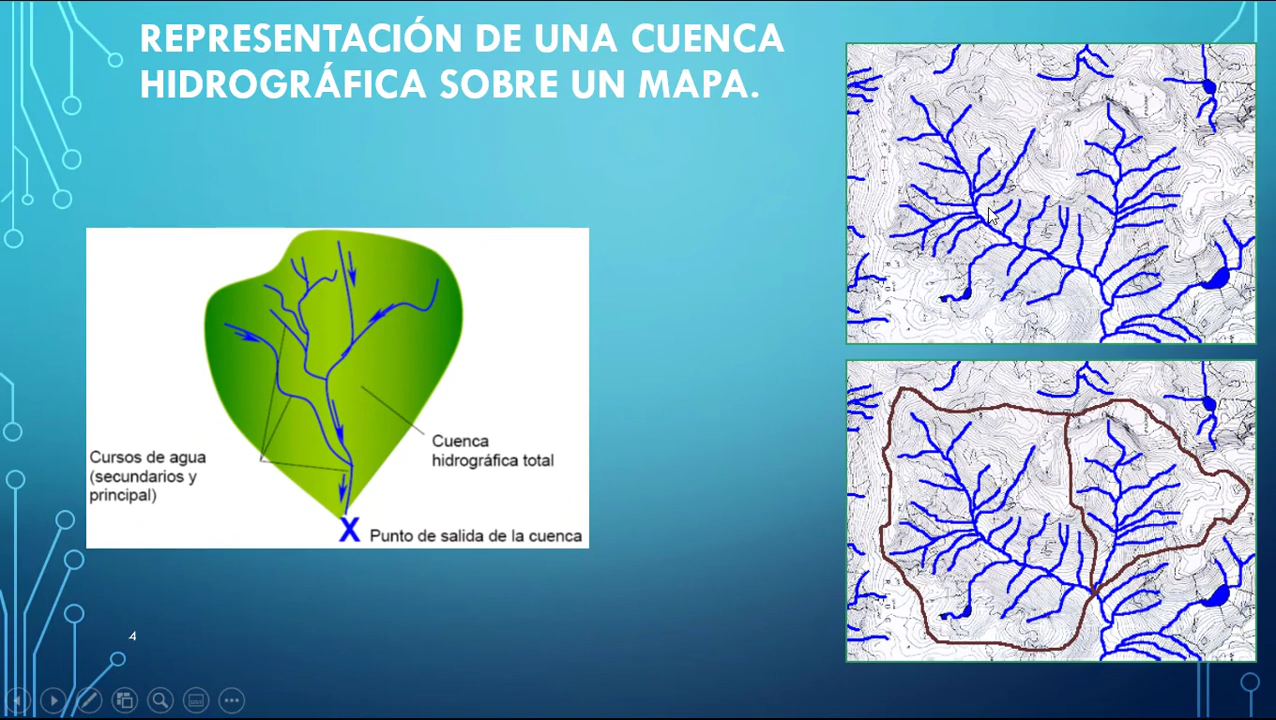 REPRESENTACIÓN DE UNA CUENCA
HIDROGRÁFICA SOBRE UN MAPA.
Cursos de agua
(secundarios y
principal)
Cuenca
hidrográfica total
X
Punto de salida de la cuenca
4